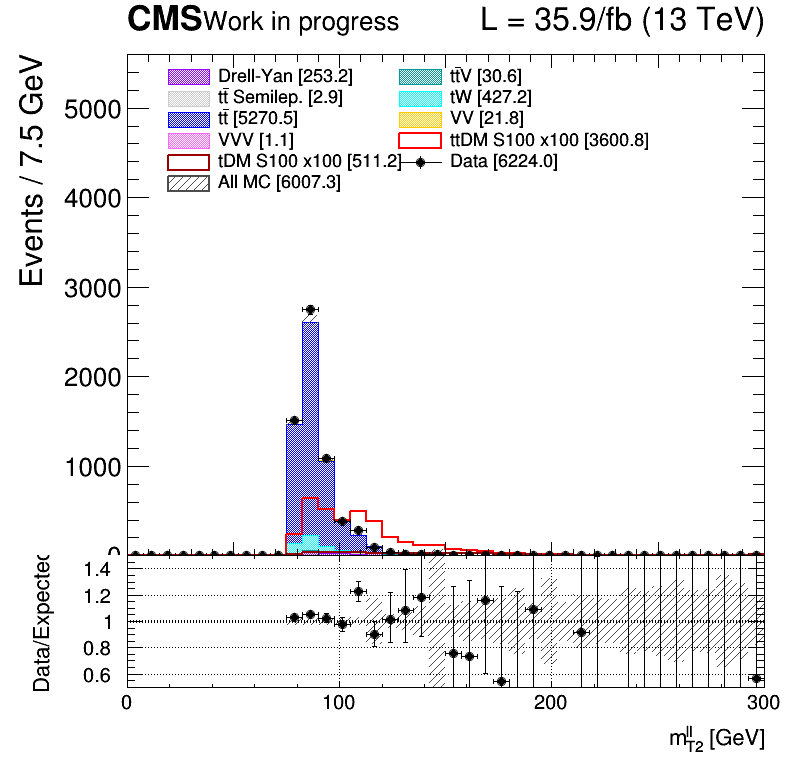 CMS Work in progress L = 35.9/fb (13 TeV)
Events / 7.5 GeV
5000
4000
3000
2000
1000
0
Drell-Yan [253.2]
tt̄V [30.6]
tt̄ Semilep. [2.9]
tW [427.2]
tt̄ [5270.5]
VV [21.8]
VVV [1.1]
ttDM S100 x100 [3600.8]
tDM S100 x100 [511.2]
Data [6224.0]
All MC [6007.3]
Data/Expected
1.4
1.2
1
0.8
0.6
0 100 200 300
m_{T2}^{ll} [GeV]